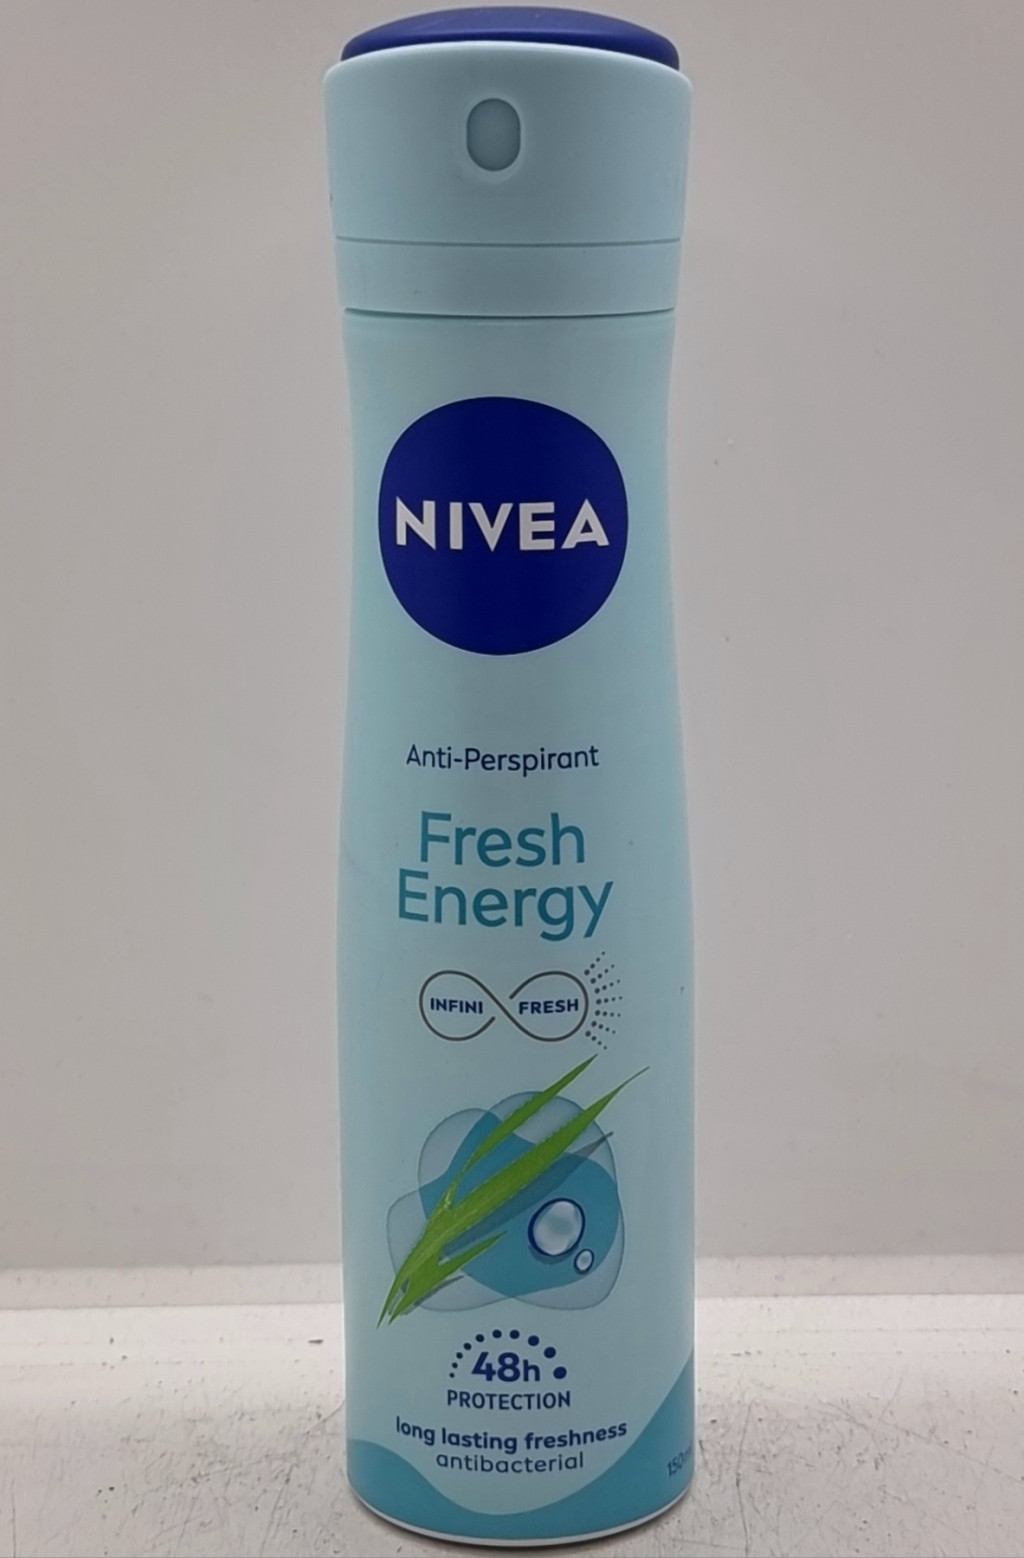 NIVEA
Anti-Perspirant
Fresh
Energy
INFINI FRESH
48h
PROTECTION
long lasting freshness
antibacterial